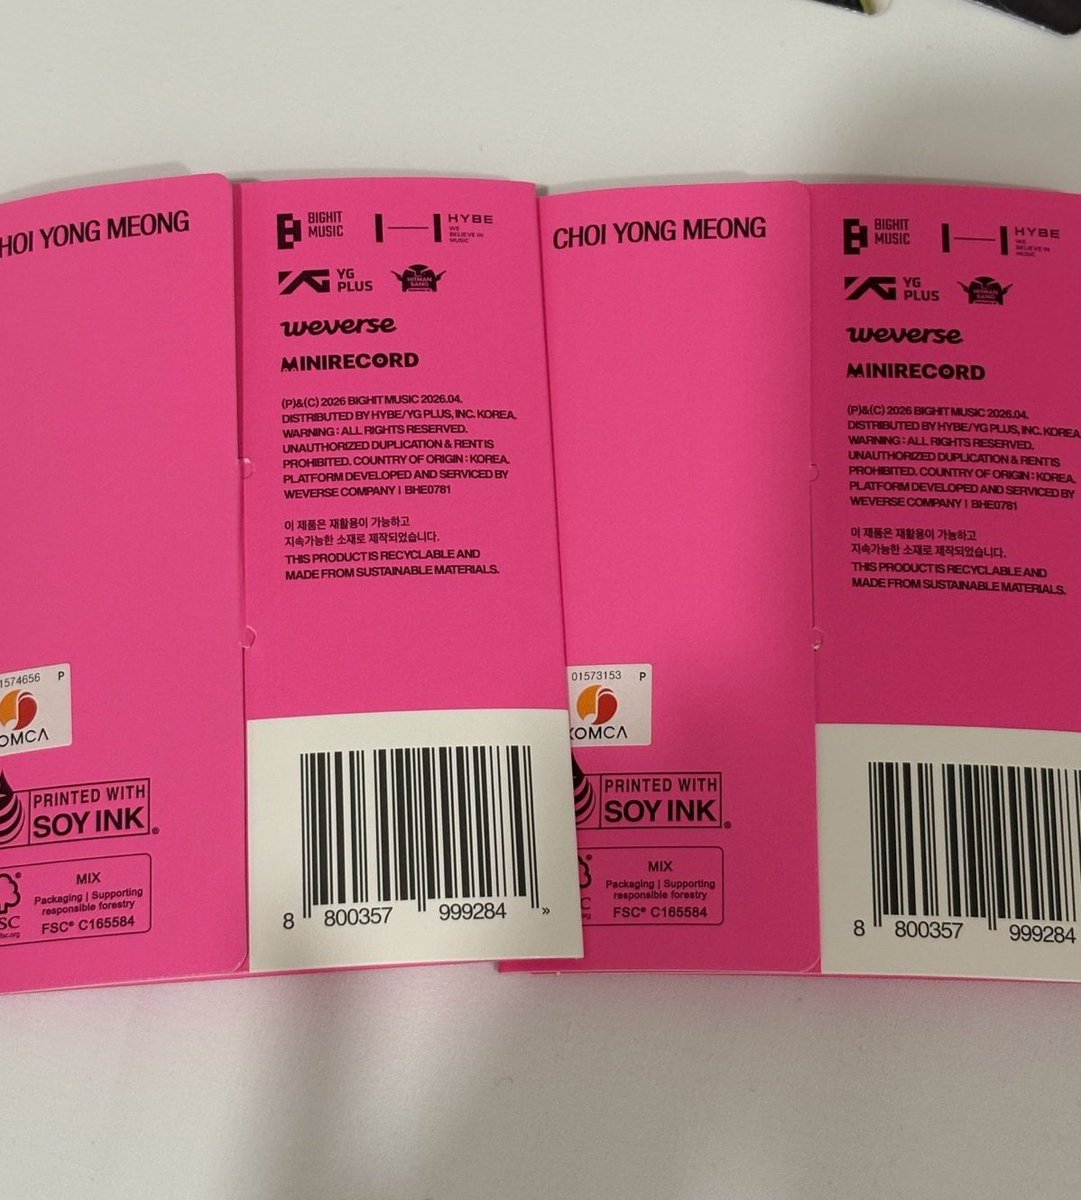 HOI YONG MEONG
BIGHIT
MUSIC
HYBE
WE
BELIEVE IN
MUSIC
YG
PLUS
HITMAN
BANG
weverse
MINIRECORD
(P)&(C) 2026 BIGHIT MUSIC 2026.04.
DISTRIBUTED BY HYBE/YG PLUS, INC. KOREA.
WARNING : ALL RIGHTS RESERVED.
UNAUTHORIZED DUPLICATION & RENT IS
PROHIBITED. COUNTRY OF ORIGIN : KOREA.
PLATFORM DEVELOPED AND SERVICED BY
WEVERSE COMPANY | BHE0781
이 제품은 재활용이 가능하고
지속가능한 소재로 제작되었습니다.
THIS PRODUCT IS RECYCLABLE AND
MADE FROM SUSTAINABLE MATERIALS.
1574656 P
OMCA
PRINTED WITH
SOY INK®
MIX
Packaging | Supporting
responsible forestry
FSC® C165584
SC
fsc.org
8 800357 999284 »
CHOI YONG MEONG
BIGHIT
MUSIC
HYBE
WE
BELIEVE IN
MUSIC
YG
PLUS
HITMAN
BANG
weverse
MINIRECORD
(P)&(C) 2026 BIGHIT MUSIC 2026.04.
DISTRIBUTED BY HYBE/YG PLUS, INC. KOREA
WARNING : ALL RIGHTS RESERVED.
UNAUTHORIZED DUPLICATION & RENT IS
PROHIBITED. COUNTRY OF ORIGIN : KOREA.
PLATFORM DEVELOPED AND SERVICED BY
WEVERSE COMPANY | BHE0781
이 제품은 재활용이 가능하고
지속가능한 소재로 제작되었습니다.
THIS PRODUCT IS RECYCLABLE AND
MADE FROM SUSTAINABLE MATERIALS.
01573153 P
KOMCA
PRINTED WITH
SOY INK®
MIX
Packaging | Supporting
responsible forestry
FSC® C165584
8 800357 999284